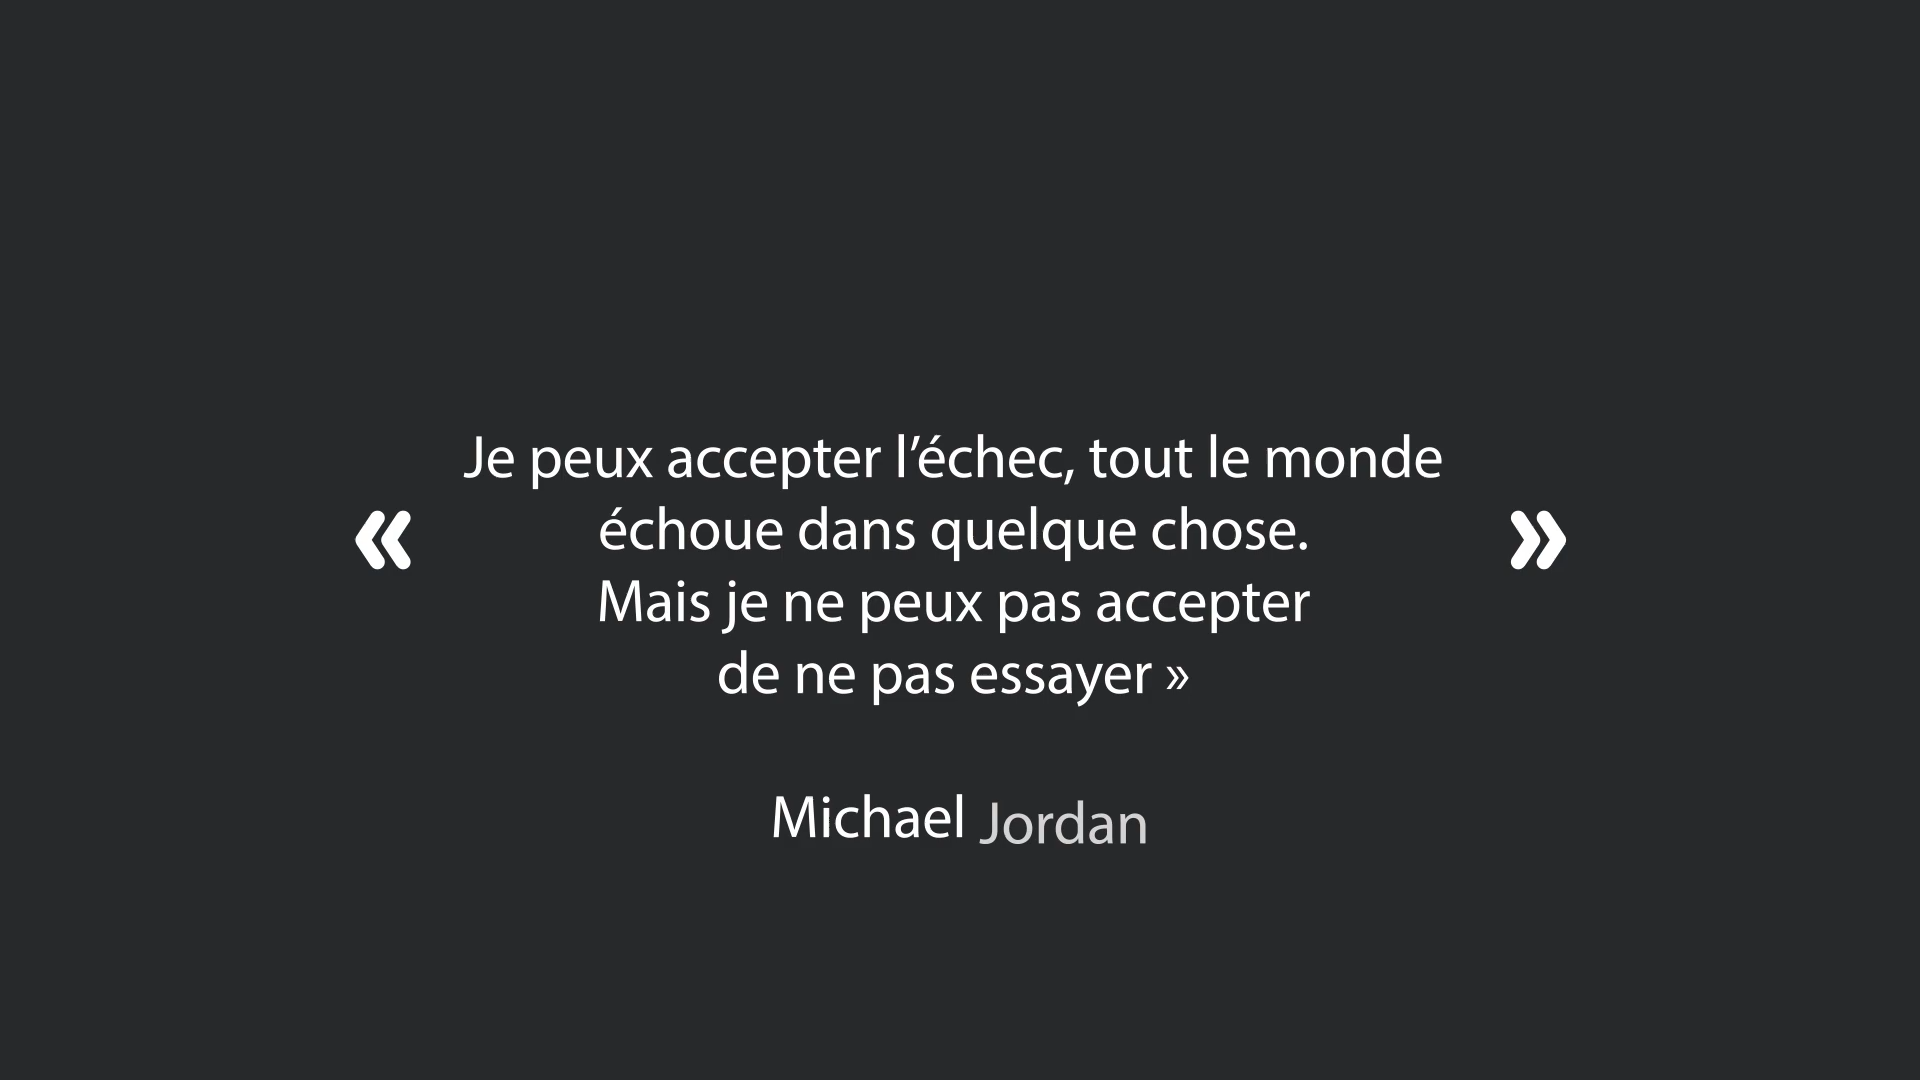 Je peux accepter l’échec, tout le monde
« échoue dans quelque chose. »
Mais je ne peux pas accepter
de ne pas essayer »
Michael Jordan